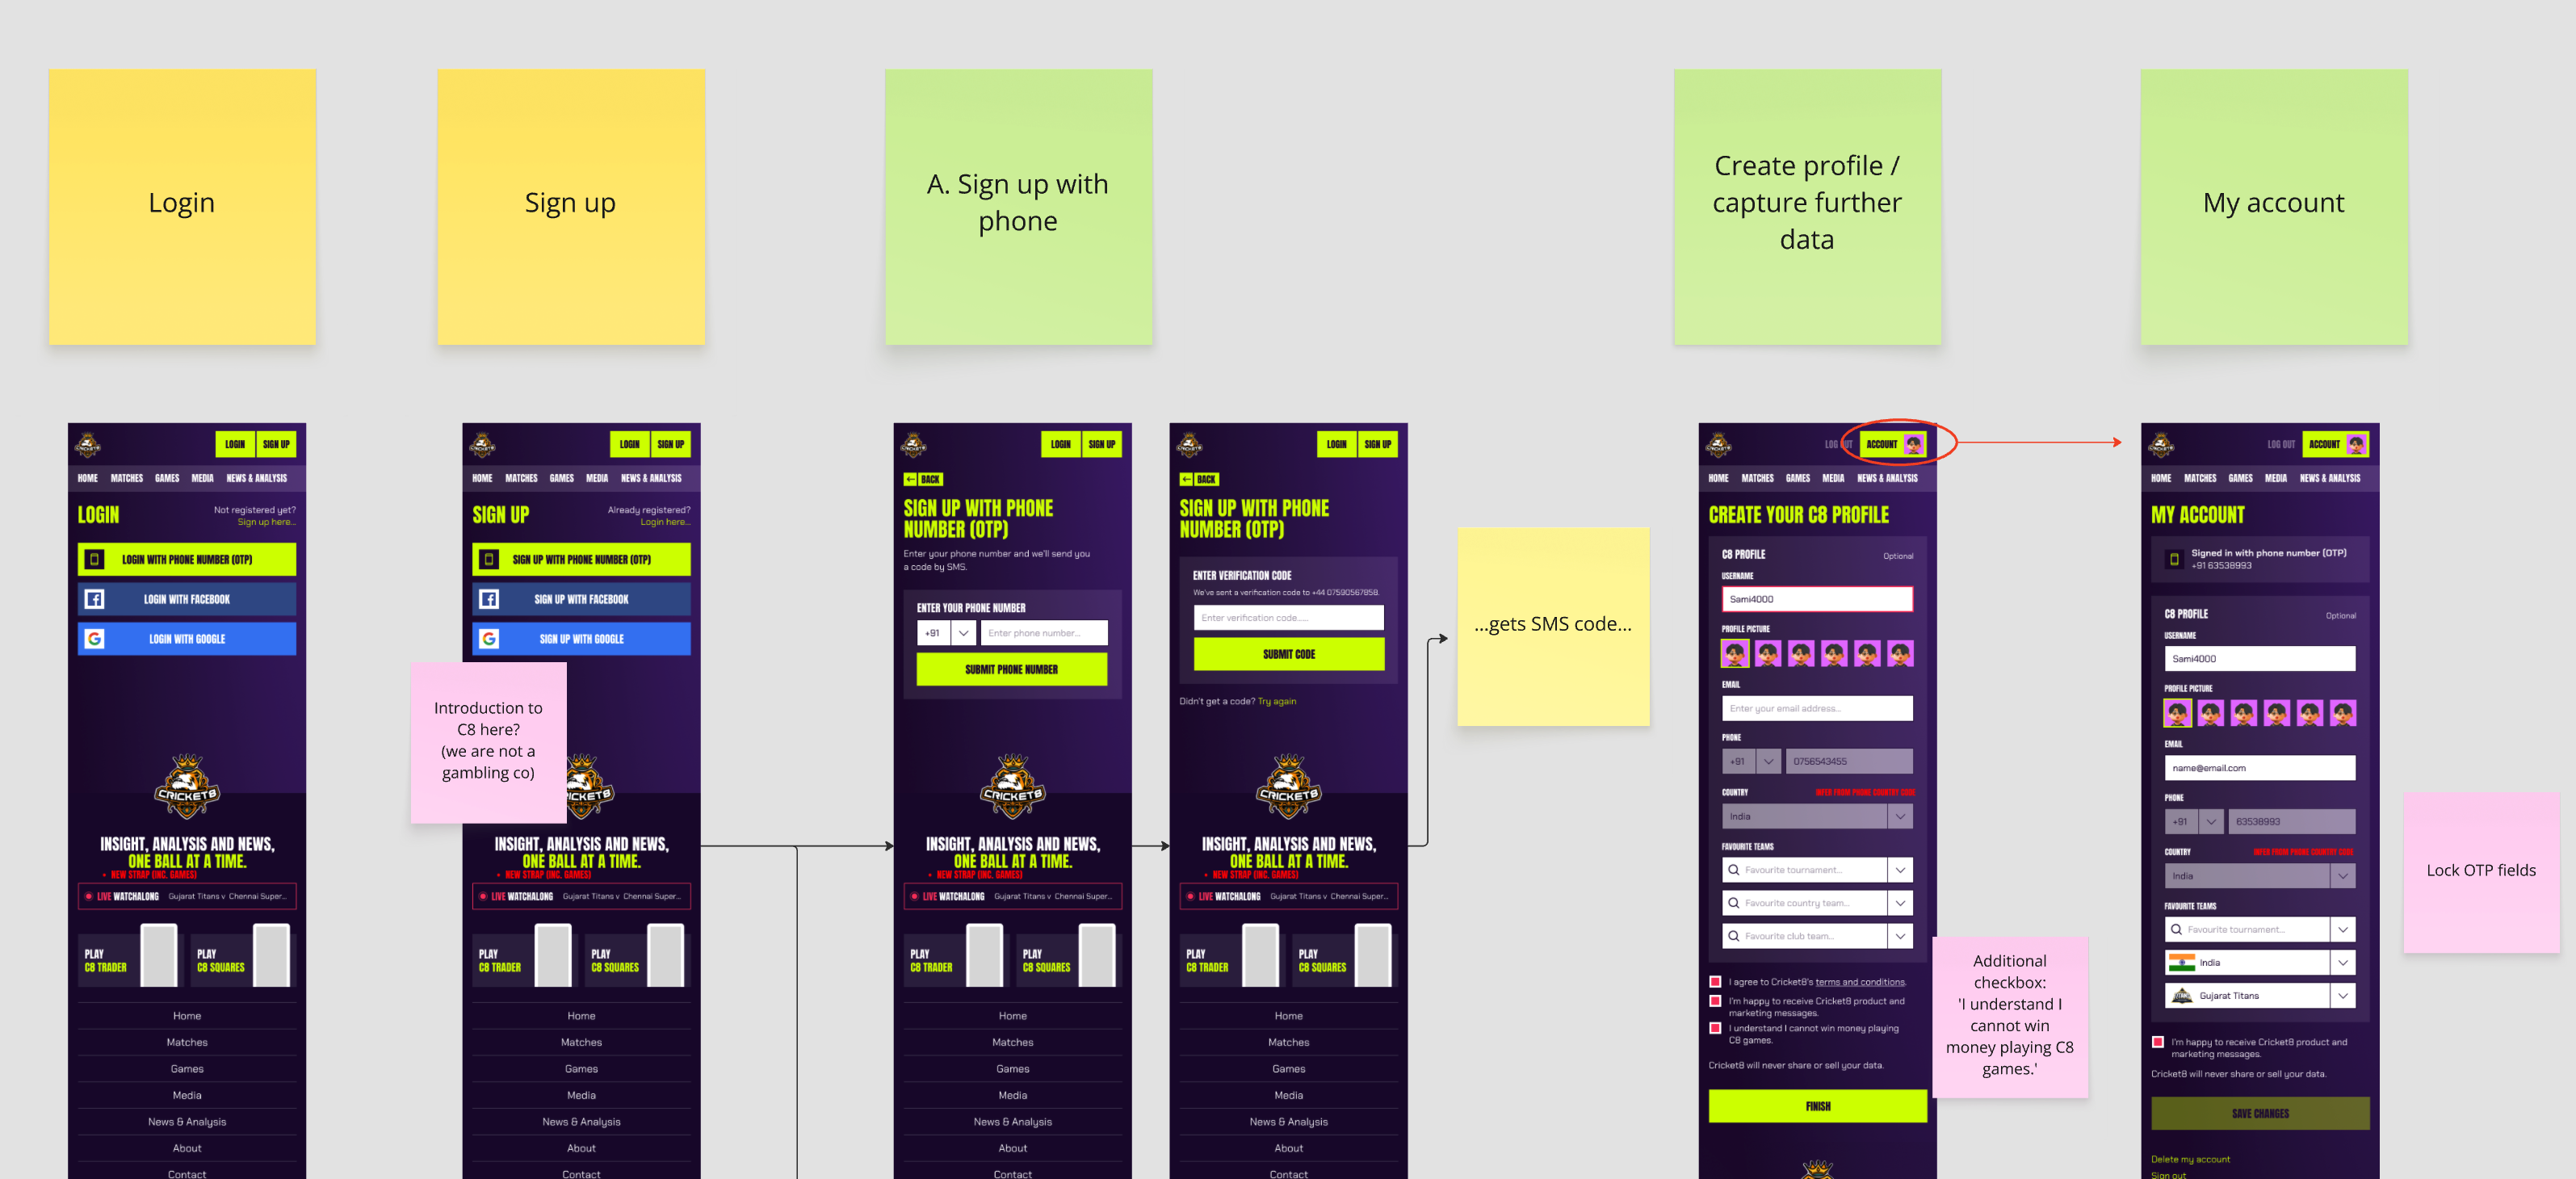 Login
Sign up
A. Sign up with
phone
Create profile /
capture further
data
My account
LOGIN SIGN UP
HOME MATCHES GAMES MEDIA NEWS & ANALYSIS
LOGIN
Not registered yet?
Sign up here...
LOGIN WITH PHONE NUMBER (OTP)
LOGIN WITH FACEBOOK
LOGIN WITH GOOGLE
CRICKET8
INSIGHT, ANALYSIS AND NEWS,
ONE BALL AT A TIME.
• NEW STRAP (INC. GAMES)
LIVE WATCHALONG Gujarat Titans v Chennai Super...
PLAY
C8 TRADER
PLAY
C8 SQUARES
Home
Matches
Games
Media
News & Analysis
About
Contact
LOGIN SIGN UP
HOME MATCHES GAMES MEDIA NEWS & ANALYSIS
SIGN UP
Already registered?
Login here...
SIGN UP WITH PHONE NUMBER (OTP)
SIGN UP WITH FACEBOOK
SIGN UP WITH GOOGLE
Introduction to
C8 here?
(we are not a
gambling co)
INSIGHT, ANALYSIS AND NEWS,
ONE BALL AT A TIME.
• NEW STRAP (INC. GAMES)
LIVE WATCHALONG Gujarat Titans v Chennai Super...
PLAY
C8 TRADER
PLAY
C8 SQUARES
Home
Matches
Games
Media
News & Analysis
About
Contact
LOGIN SIGN UP
BACK
SIGN UP WITH PHONE
NUMBER (OTP)
Enter your phone number and we'll send you
a code by SMS.
ENTER YOUR PHONE NUMBER
+91 Enter phone number...
SUBMIT PHONE NUMBER
CRICKET8
INSIGHT, ANALYSIS AND NEWS,
ONE BALL AT A TIME.
• NEW STRAP (INC. GAMES)
LIVE WATCHALONG Gujarat Titans v Chennai Super...
PLAY
C8 TRADER
PLAY
C8 SQUARES
Home
Matches
Games
Media
News & Analysis
About
Contact
LOGIN SIGN UP
BACK
SIGN UP WITH PHONE
NUMBER (OTP)
ENTER VERIFICATION CODE
We've sent a verification code to +44 07590567858.
Enter verification code......
SUBMIT CODE
Didn't get a code? Try again
CRICKET8
INSIGHT, ANALYSIS AND NEWS,
ONE BALL AT A TIME.
• NEW STRAP (INC. GAMES)
LIVE WATCHALONG Gujarat Titans v Chennai Super...
PLAY
C8 TRADER
PLAY
C8 SQUARES
Home
Matches
Games
Media
News & Analysis
About
Contact
...gets SMS code...
LOG OUT ACCOUNT
HOME MATCHES GAMES MEDIA NEWS & ANALYSIS
CREATE YOUR C8 PROFILE
C8 PROFILE Optional
USERNAME
Sami4000
PROFILE PICTURE
EMAIL
Enter your email address...
PHONE
+91 0756543455
COUNTRY INFER FROM PHONE COUNTRY CODE
India
FAVOURITE TEAMS
Favourite tournament...
Favourite country team...
Favourite club team...
I agree to Cricket8's terms and conditions.
I'm happy to receive Cricket8 product and
marketing messages.
I understand I cannot win money playing
C8 games.
Cricket8 will never share or sell your data.
FINISH
Additional
checkbox:
'I understand I
cannot win
money playing C8
games.'
LOG OUT ACCOUNT
HOME MATCHES GAMES MEDIA NEWS & ANALYSIS
MY ACCOUNT
Signed in with phone number (OTP)
+91 63538993
C8 PROFILE Optional
USERNAME
Sami4000
PROFILE PICTURE
EMAIL
name@email.com
PHONE
+91 63538993
COUNTRY INFER FROM PHONE COUNTRY CODE
India
FAVOURITE TEAMS
Favourite tournament...
India
Gujarat Titans
I'm happy to receive Cricket8 product and
marketing messages.
Cricket8 will never share or sell your data.
SAVE CHANGES
Delete my account
Sign out
Lock OTP fields